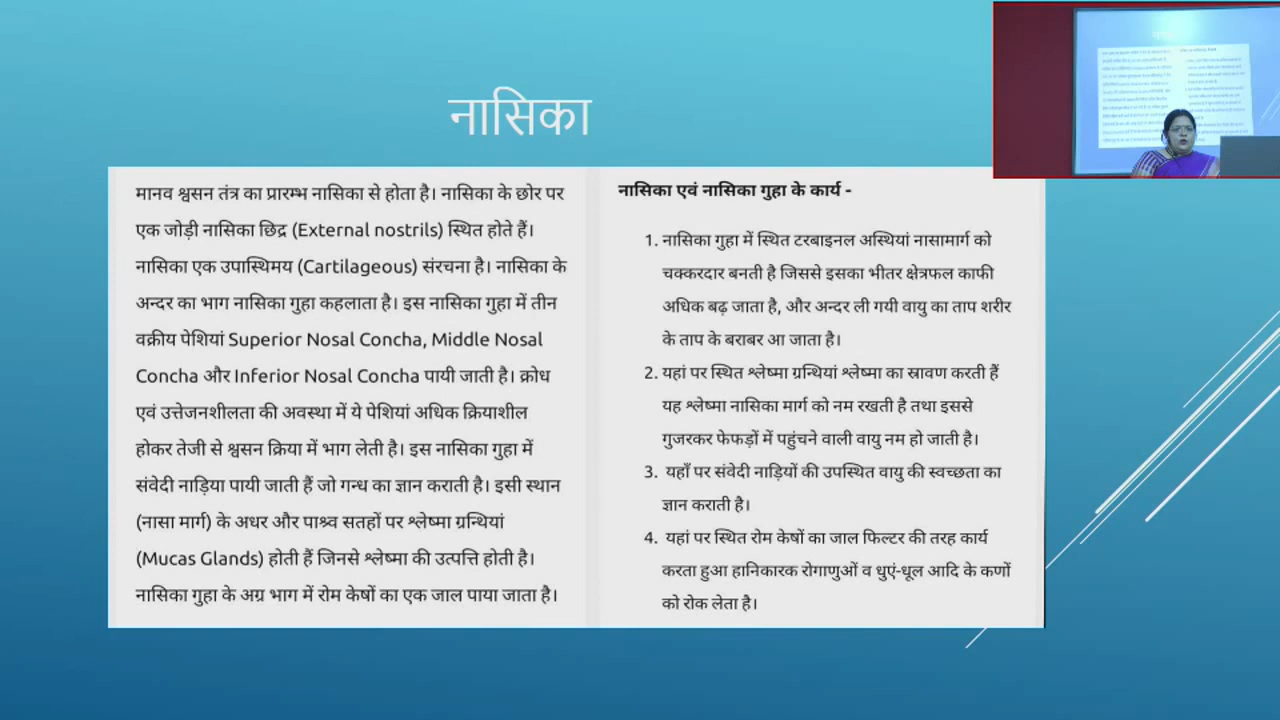 नासिका
मानव श्वसन तंत्र का प्रारम्भ नासिका से होता है। नासिका के छोर पर
एक जोड़ी नासिका छिद्र (External nostrils) स्थित होते हैं।
नासिका एक उपास्थिमय (Cartilageous) संरचना है। नासिका के
अन्दर का भाग नासिका गुहा कहलाता है। इस नासिका गुहा में तीन
वक्रीय पेशियां Superior Nosal Concha, Middle Nosal
Concha और Inferior Nosal Concha पायी जाती है। क्रोध
एवं उत्तेजनशीलता की अवस्था में ये पेशियां अधिक क्रियाशील
होकर तेजी से श्वसन क्रिया में भाग लेती है। इस नासिका गुहा में
संवेदी नाड़िया पायी जाती हैं जो गन्ध का ज्ञान कराती है। इसी स्थान
(नासा मार्ग) के अधर और पाश्र्व सतहों पर श्लेष्मा ग्रन्थियां
(Mucas Glands) होती हैं जिनसे श्लेष्मा की उत्पत्ति होती है।
नासिका गुहा के अग्र भाग में रोम केषों का एक जाल पाया जाता है।
नासिका एवं नासिका गुहा के कार्य -
1. नासिका गुहा में स्थित टरबाइनल अस्थियां नासामार्ग को
चक्करदार बनती है जिससे इसका भीतर क्षेत्रफल काफी
अधिक बढ़ जाता है, और अन्दर ली गयी वायु का ताप शरीर
के ताप के बराबर आ जाता है।
2. यहां पर स्थित श्लेष्मा ग्रन्थियां श्लेष्मा का स्रावण करती हैं
यह श्लेष्मा नासिका मार्ग को नम रखती है तथा इससे
गुजरकर फेफड़ों में पहुंचने वाली वायु नम हो जाती है।
3. यहाँ पर संवेदी नाड़ियों की उपस्थित वायु की स्वच्छता का
ज्ञान कराती है।
4. यहां पर स्थित रोम केषों का जाल फिल्टर की तरह कार्य
करता हुआ हानिकारक रोगाणुओं व धुएं-धूल आदि के कणों
को रोक लेता है।